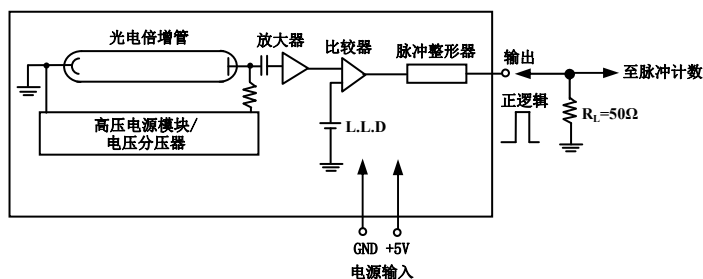 光电倍增管
放大器
比较器
脉冲整形器
输出
至脉冲计数
正逻辑
R_L=50Ω
高压电源模块/
电压分压器
L.L.D
GND +5V
电源输入